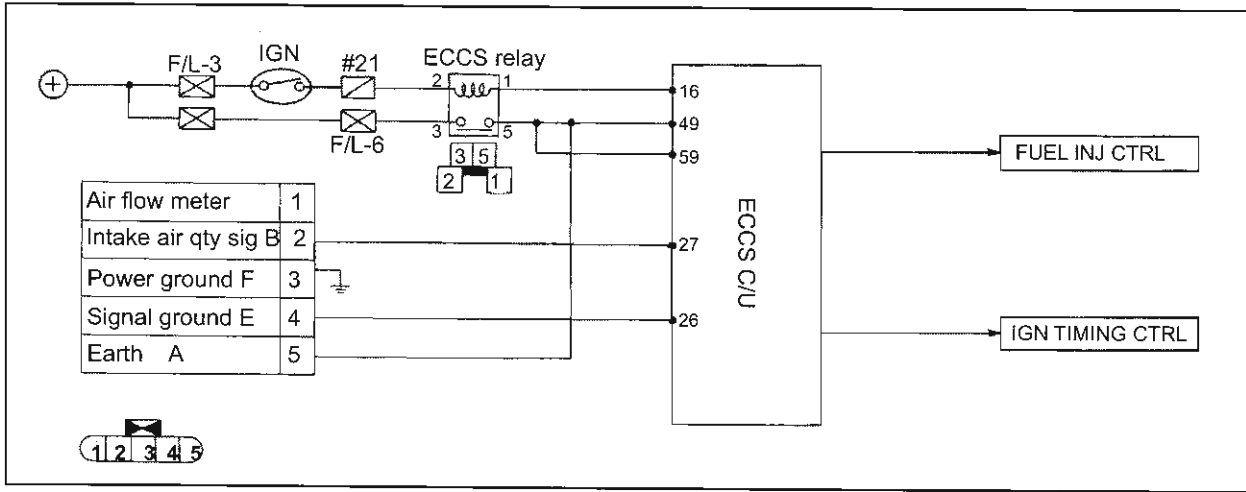 F/L-3
IGN
#21
ECCS relay
2
1
16
3
5
49
F/L-6
59
3 5
2 1
FUEL INJ CTRL
Air flow meter 1
Intake air qty sig B 2
27
Power ground F 3
ECCS C/U
Signal ground E 4
26
IGN TIMING CTRL
Earth A 5
1 2 3 4 5